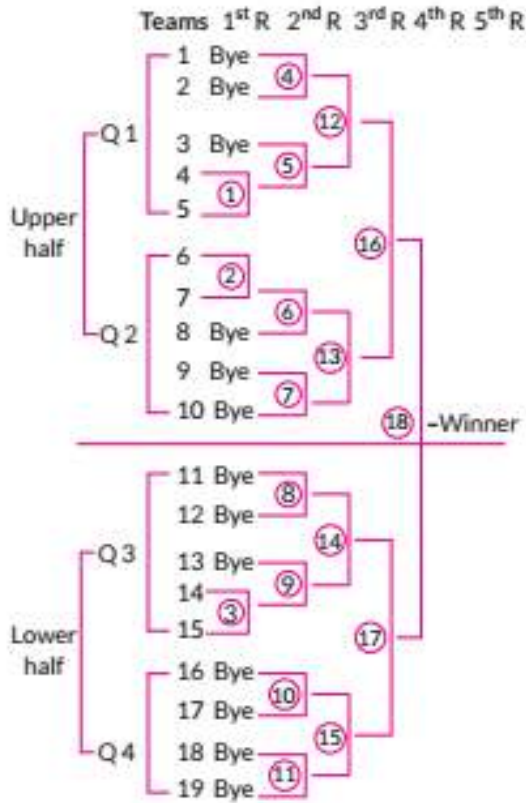 Teams 1st R 2nd R 3rd R 4th R 5th R
1 Bye
4
2 Bye
12
Q 1
3 Bye
5
4
1
5
Upper
half
16
6
2
7
6
8 Bye
Q 2
13
9 Bye
7
10 Bye
18 -Winner
11 Bye
8
12 Bye
14
Q 3
13 Bye
9
14
3
15
Lower
half
17
16 Bye
10
17 Bye
15
Q 4
18 Bye
11
19 Bye